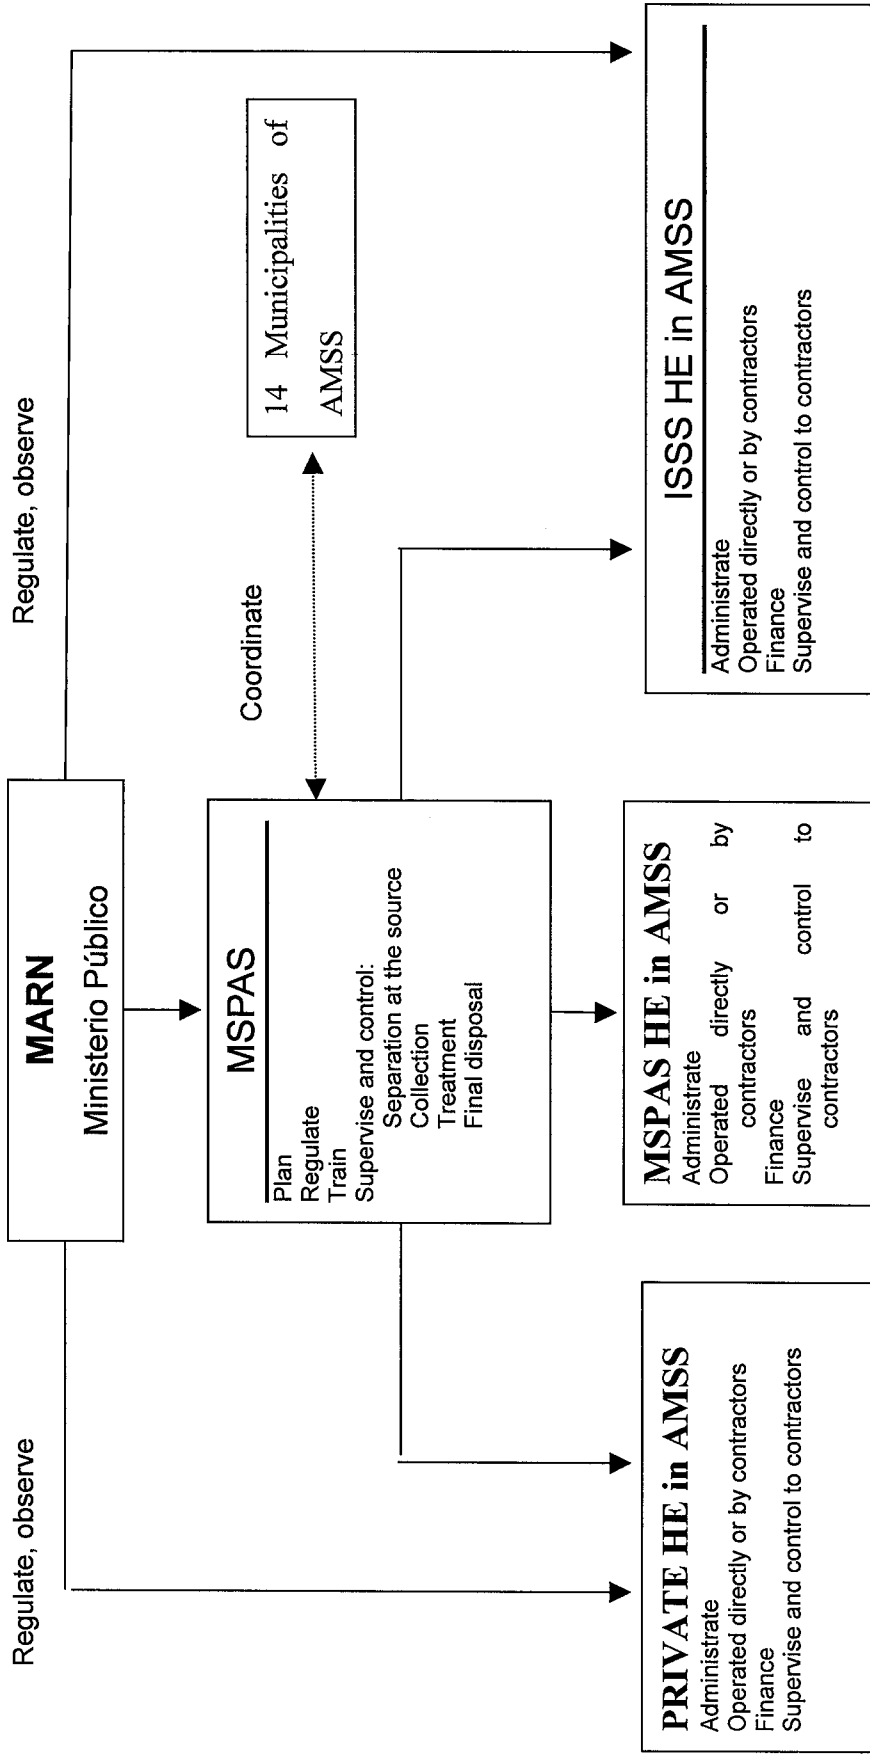 Regulate, observe
MARN
Ministerio Público
Regulate, observe
MSPAS
Plan
Regulate
Train
Supervise and control:
Separation at the source
Collection
Treatment
Final disposal
Coordinate
14 Municipalities of
AMSS
PRIVATE HE in AMSS
Administrate
Operated directly or by contractors
Finance
Supervise and control to contractors
MSPAS HE in AMSS
Administrate
Operated directly or by
contractors
Finance
Supervise and control to
contractors
ISSS HE in AMSS
Administrate
Operated directly or by contractors
Finance
Supervise and control to contractors